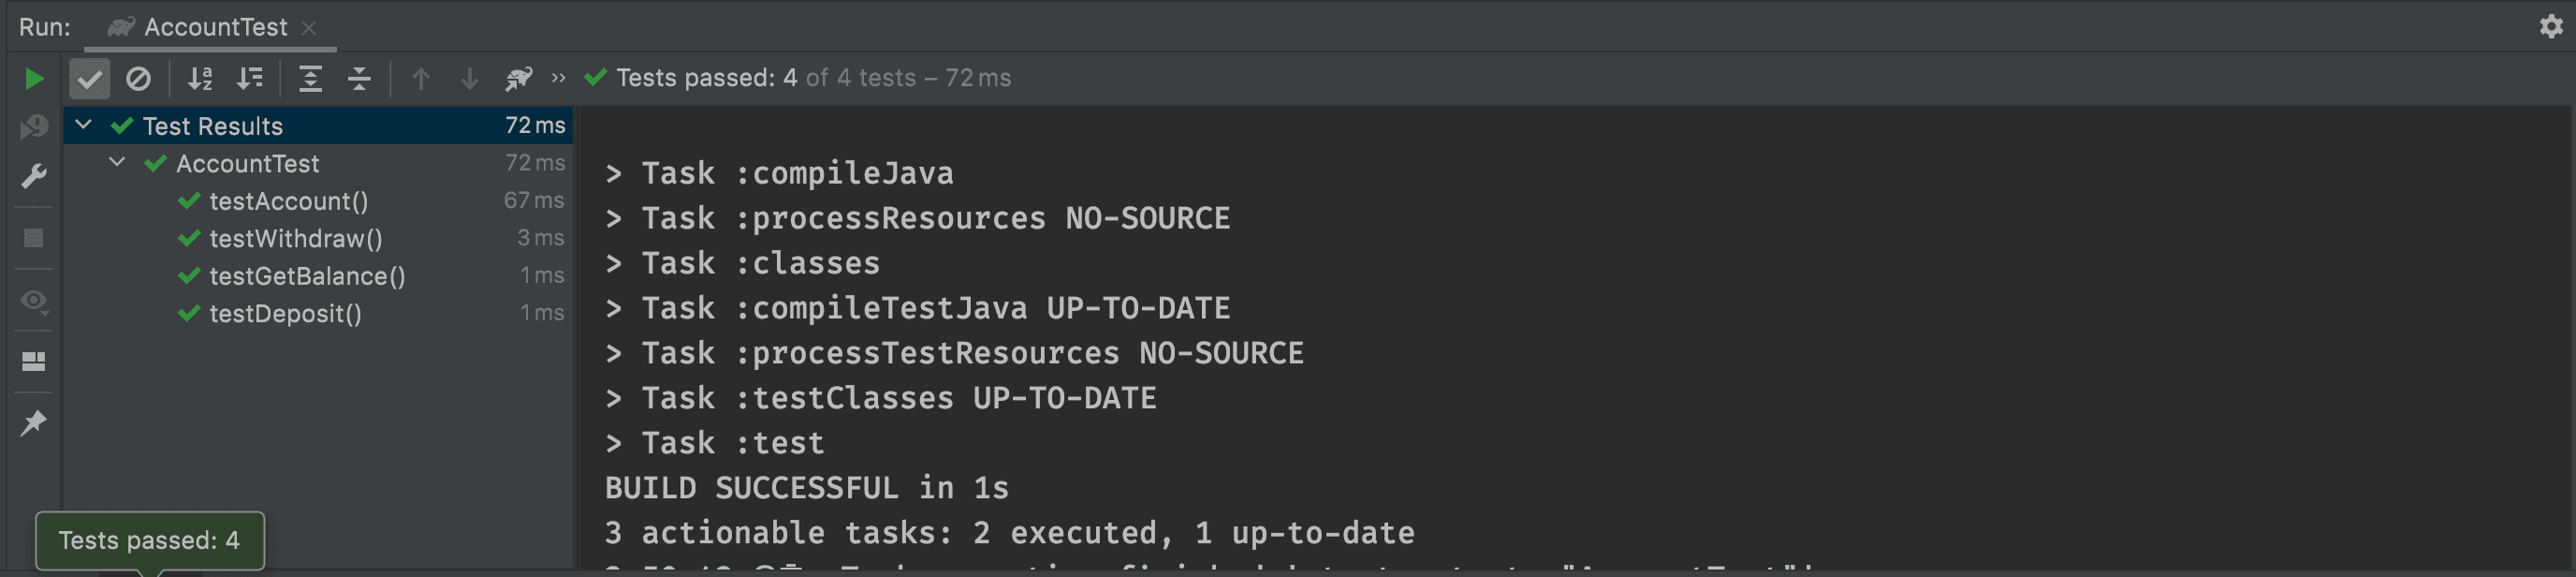 Run: AccountTest
Tests passed: 4 of 4 tests – 72 ms
Test Results 72 ms
AccountTest 72 ms
testAccount() 67 ms
testWithdraw() 3 ms
testGetBalance() 1 ms
testDeposit() 1 ms
> Task :compileJava
> Task :processResources NO-SOURCE
> Task :classes
> Task :compileTestJava UP-TO-DATE
> Task :processTestResources NO-SOURCE
> Task :testClasses UP-TO-DATE
> Task :test
BUILD SUCCESSFUL in 1s
3 actionable tasks: 2 executed, 1 up-to-date
Tests passed: 4